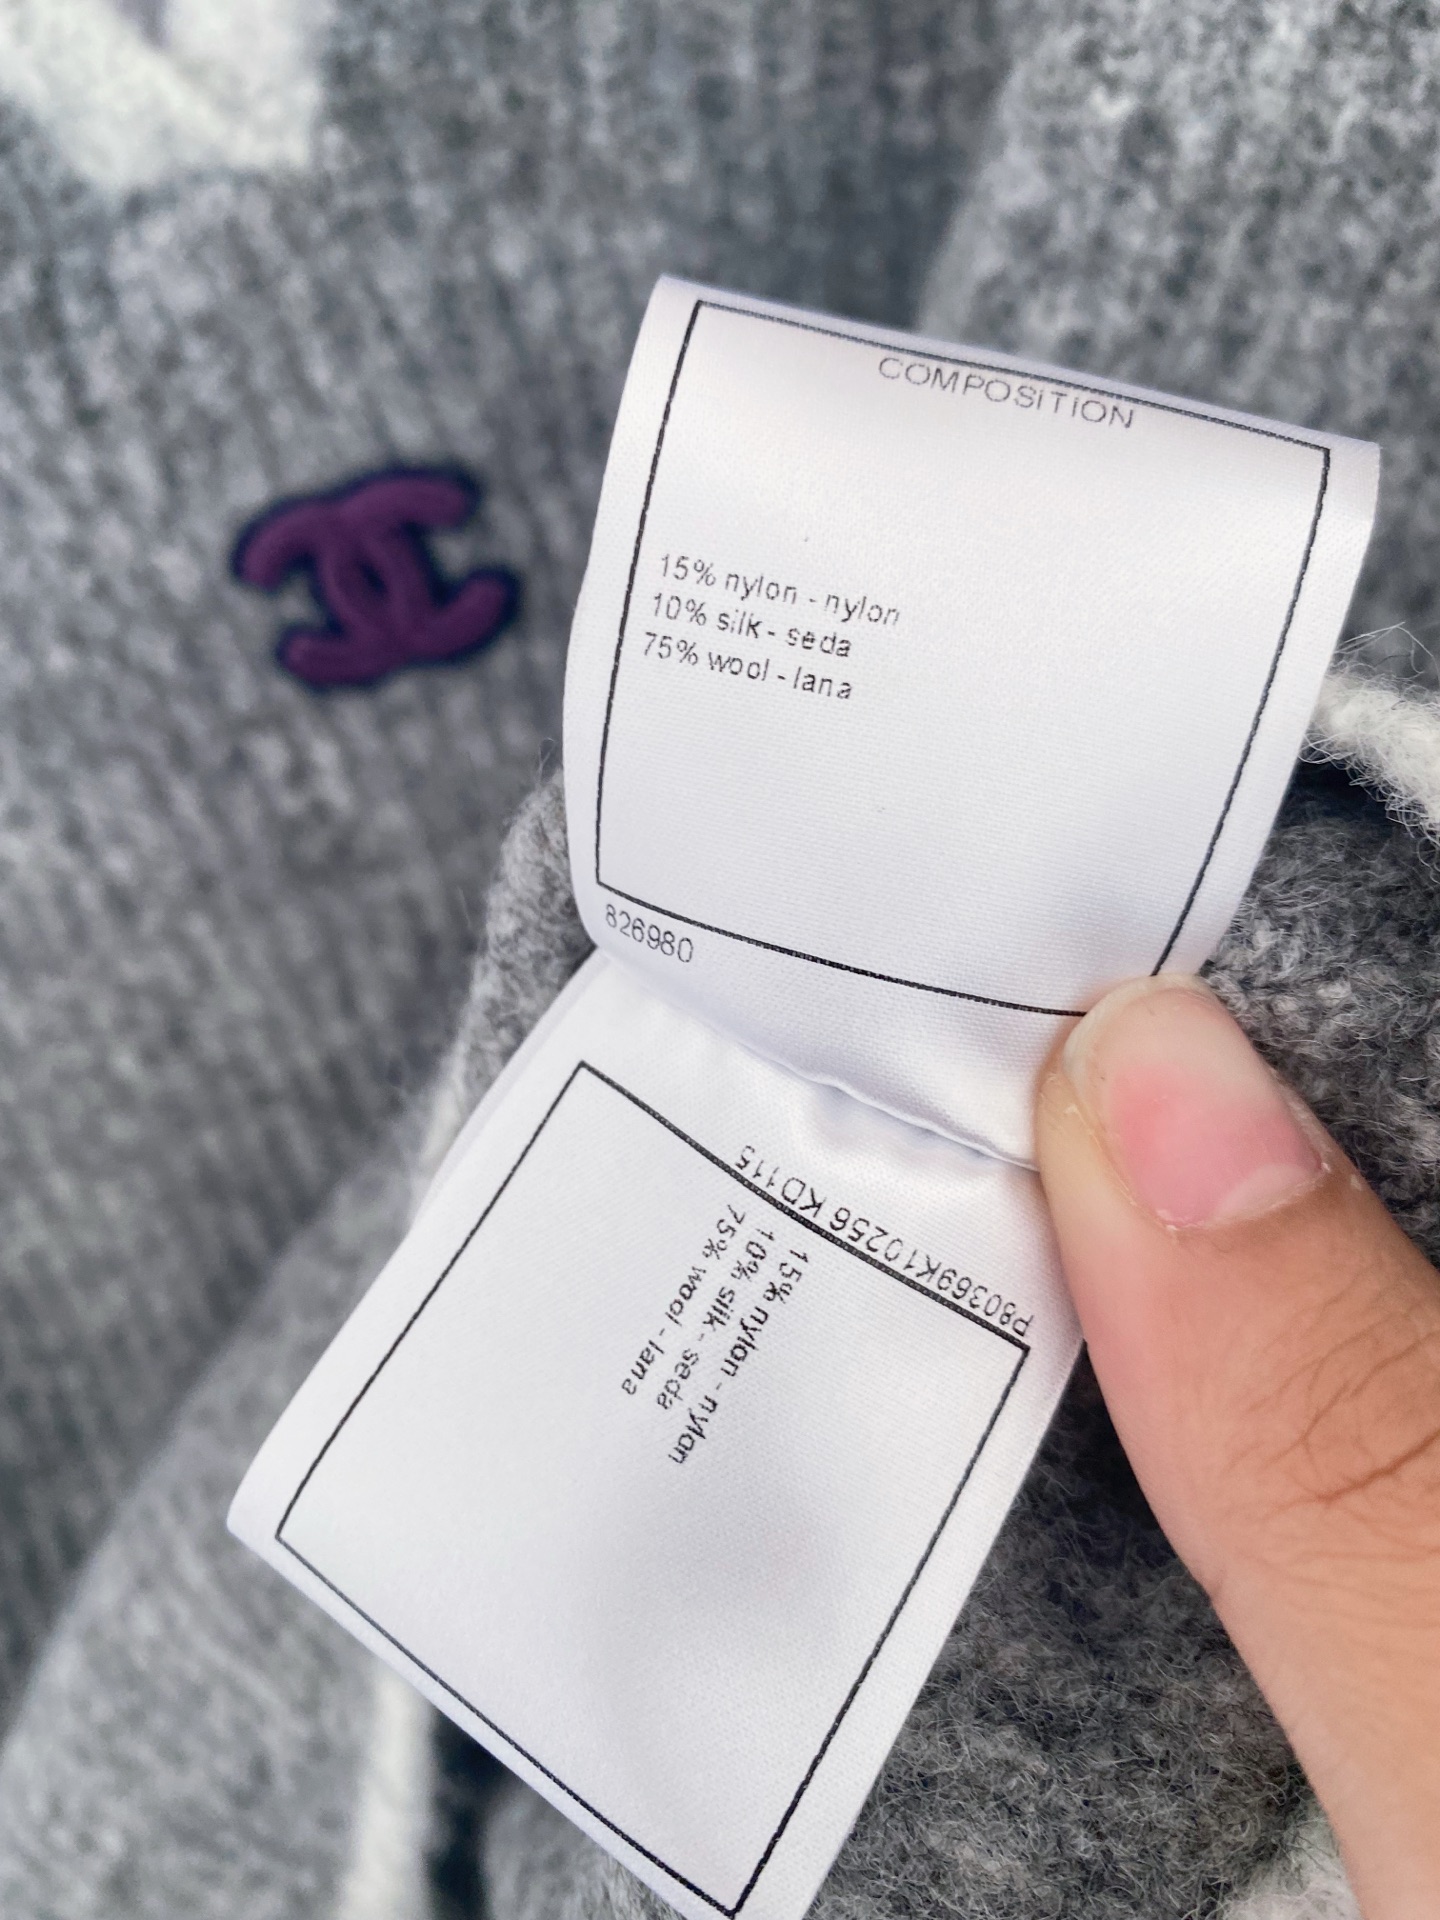 COMPOSITION
15% nylon - nylon
10% silk - seda
75% wool - lana
826980
P80369K10256 KD115
15% nylon - nylon
10% silk - seda
75% wool - lana